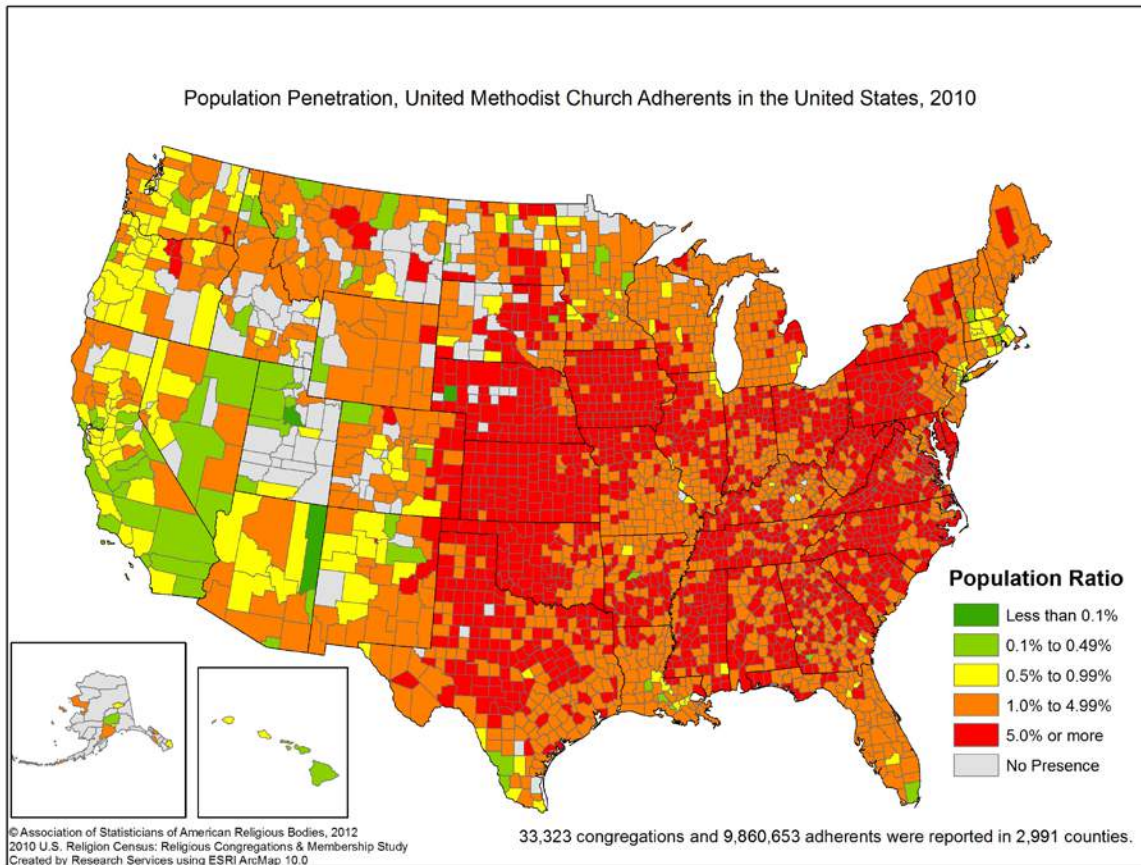 Population Penetration, United Methodist Church Adherents in the United States, 2010
Population Ratio
Less than 0.1%
0.1% to 0.49%
0.5% to 0.99%
1.0% to 4.99%
5.0% or more
No Presence
© Association of Statisticians of American Religious Bodies, 2012
2010 U.S. Religion Census: Religious Congregations & Membership Study
Created by Research Services using ESRI ArcMap 10.0
33,323 congregations and 9,860,653 adherents were reported in 2,991 counties.